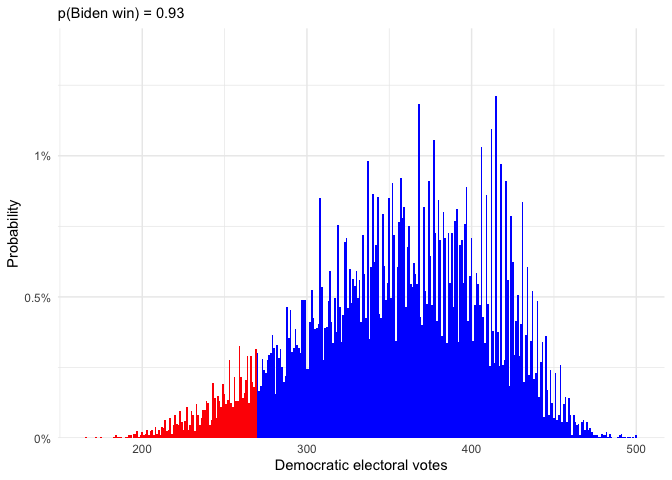 p(Biden win) = 0.93
Probability
1%
0.5%
0%
200 300 400 500
Democratic electoral votes